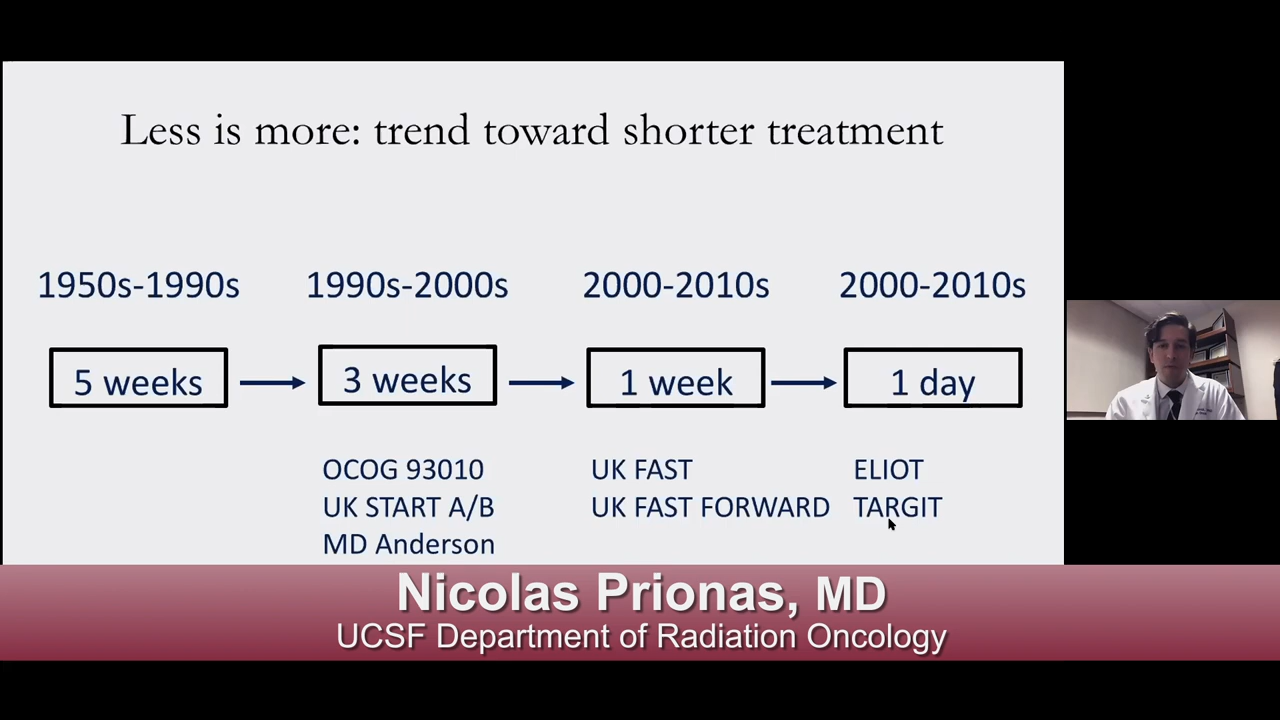 Less is more: trend toward shorter treatment
1950s-1990s
1990s-2000s
2000-2010s
2000-2010s
5 weeks
3 weeks
1 week
1 day
OCOG 93010
UK START A/B
MD Anderson
UK FAST
UK FAST FORWARD
ELIOT
TARGIT
Nicolas Prionas, MD
UCSF Department of Radiation Oncology